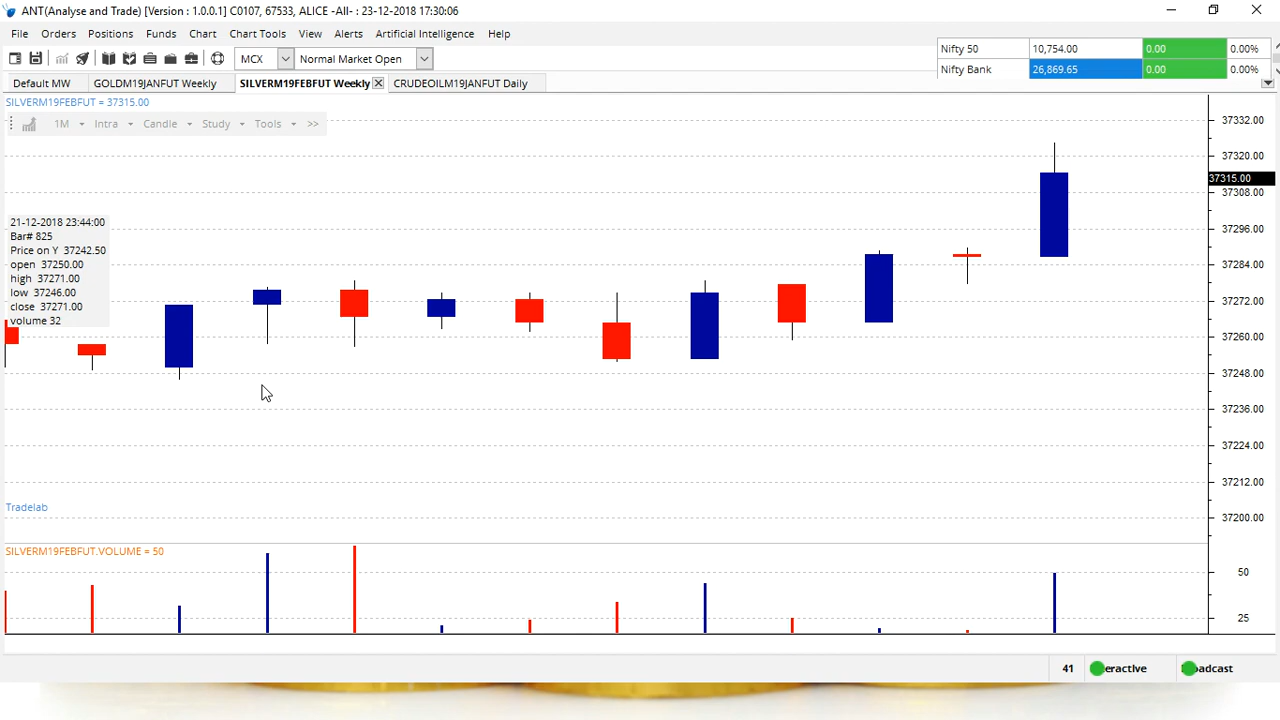 ANT(Analyse and Trade) [Version : 1.0.0.1] C0107, 67533, ALICE -All- : 23-12-2018 17:30:06
File Orders Positions Funds Chart Chart Tools View Alerts Artificial Intelligence Help
MCX Normal Market Open
Nifty 50 10,754.00 0.00 0.00%
Nifty Bank 26,869.65 0.00 0.00%
Default MW GOLDM19JANFUT Weekly SILVERM19FEBFUT Weekly CRUDEOILM19JANFUT Daily
SILVERM19FEBFUT = 37315.00
1M Intra Candle Study Tools >>
21-12-2018 23:44:00
Bar# 825
Price on Y 37242.50
open 37250.00
high 37271.00
low 37246.00
close 37271.00
volume 32
37332.00
37320.00
37315.00
37308.00
37296.00
37284.00
37272.00
37260.00
37248.00
37236.00
37224.00
37212.00
37200.00
Tradelab
SILVERM19FEBFUT.VOLUME = 50
50
25
41 eractive adcast